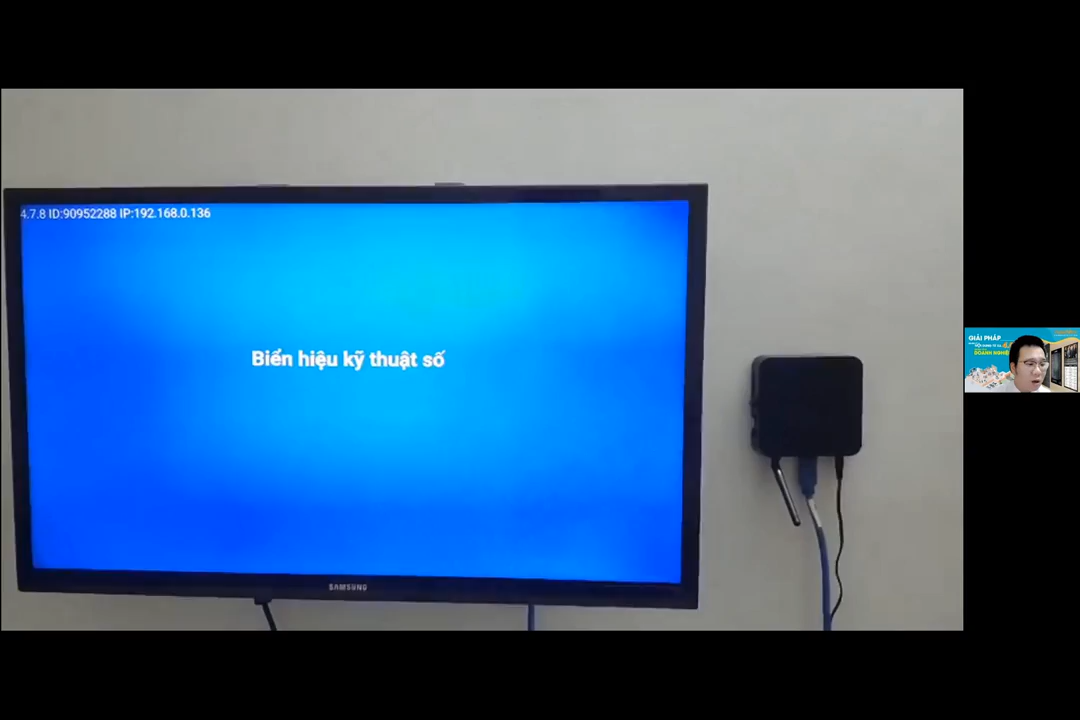 4.7.8 ID:90952288 IP:192.168.0.136
Biển hiệu kỹ thuật số
SAMSUNG
GIẢI PHÁP
DOANH NGHIỆP